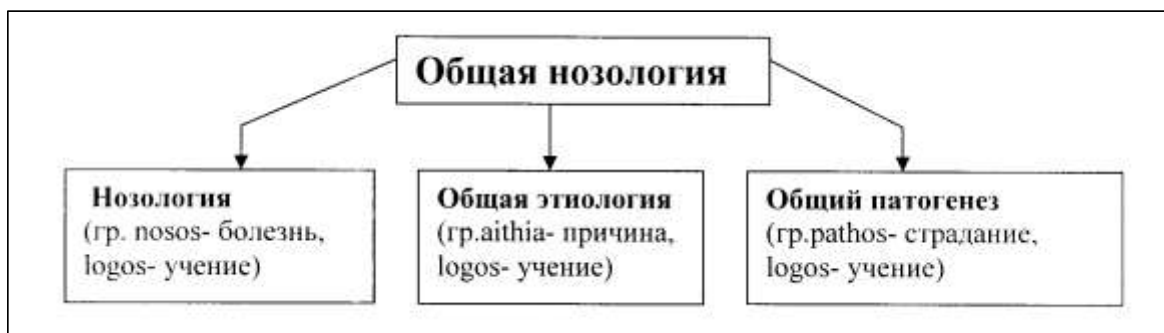 Общая нозология
Нозология
(гр. nosos- болезнь,
logos- учение)
Общая этиология
(гр.aithia- причина,
logos- учение)
Общий патогенез
(гр.pathos- страдание,
logos- учение)